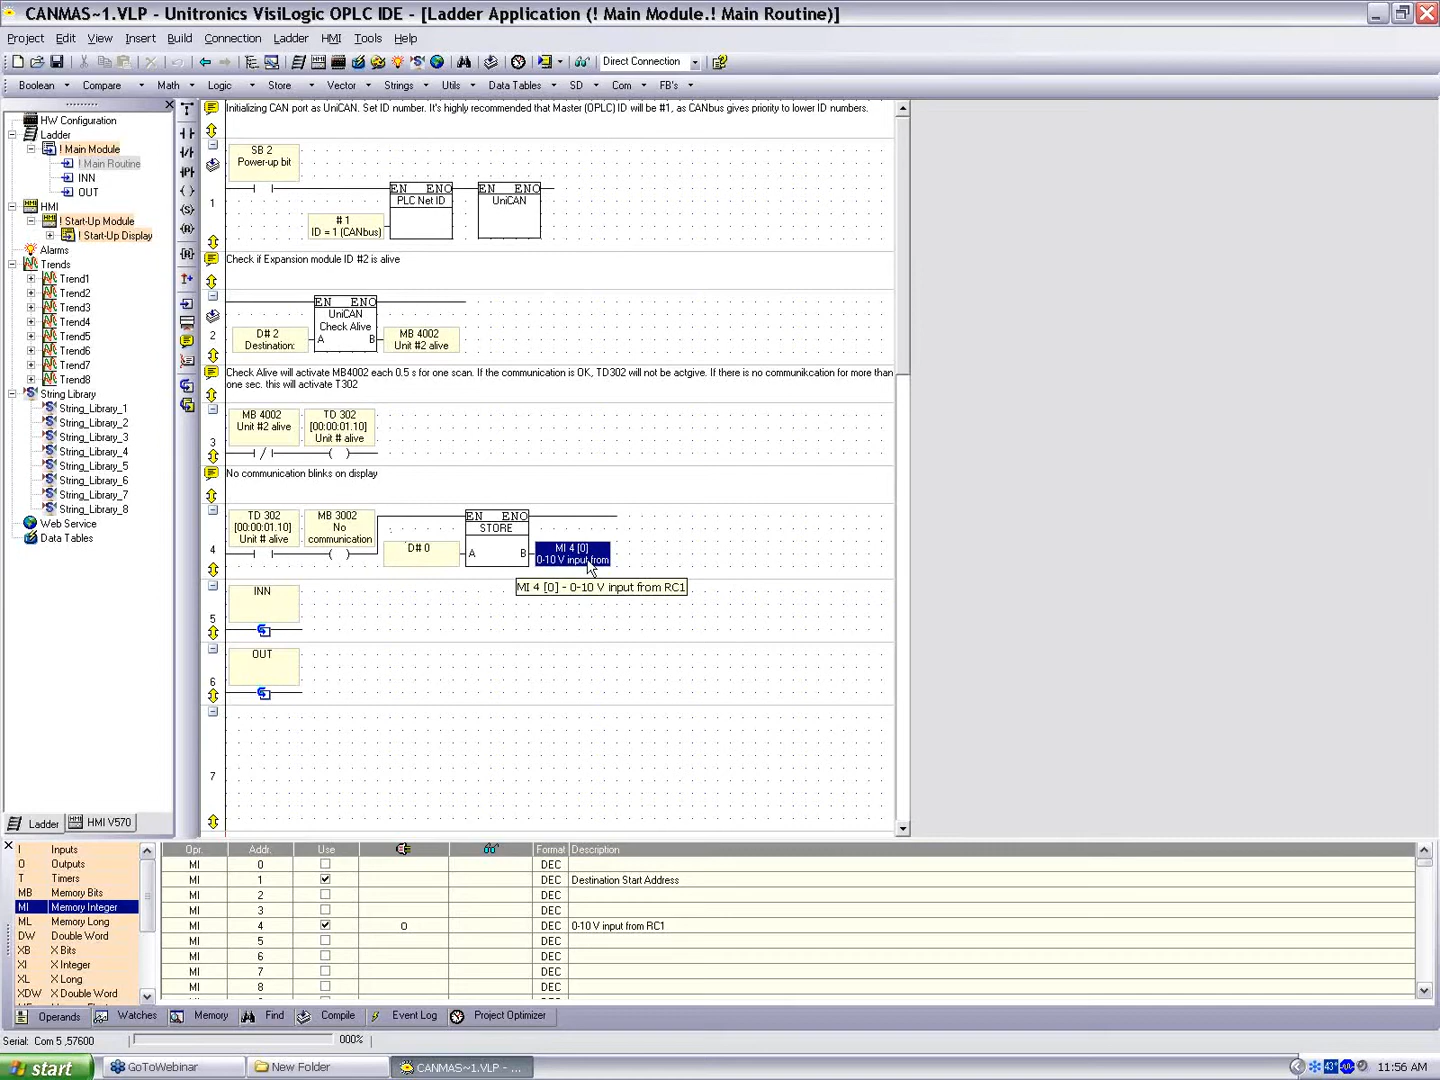 CANMAS~1.VLP - Unitronics VisiLogic OPLC IDE - [Ladder Application (! Main Module.! Main Routine)]
Project Edit View Insert Build Connection Ladder HMI Tools Help
Direct Connection
Boolean Compare Math Logic Store Vector Strings Utils Data Tables SD Com FB's
HW Configuration
Ladder
! Main Module
! Main Routine
INN
OUT
HMI
! Start-Up Module
! Start-Up Display
Alarms
Trends
Trend1
Trend2
Trend3
Trend4
Trend5
Trend6
Trend7
Trend8
String Library
String_Library_1
String_Library_2
String_Library_3
String_Library_4
String_Library_5
String_Library_6
String_Library_7
String_Library_8
Web Service
Data Tables
Ladder HMI V570
Initializing CAN port as UniCAN. Set ID number. It's highly recommended that Master (OPLC) ID will be #1, as CANbus gives priority to lower ID numbers.
SB 2
Power-up bit
EN ENO EN ENO
PLC Net ID UniCAN
1
# 1
ID = 1 (CANbus)
Check if Expansion module ID #2 is alive
EN ENO
UniCAN
Check Alive
2
D# 2
Destination:
A B
MB 4002
Unit #2 alive
Check Alive will activate MB4002 each 0.5 s for one scan. If the communication is OK, TD302 will not be actgive. If there is no communikcation for more than
one sec. this will activate T302
MB 4002
Unit #2 alive
TD 302
[00:00:01.10]
Unit # alive
3
No communication blinks on display
TD 302
[00:00:01.10]
Unit # alive
MB 3002
No
communication
EN ENO
STORE
4
D# 0
A B
MI 4 [0]
0-10 V input from
MI 4 [0] - 0-10 V input from RC1
INN
5
OUT
6
7
I Inputs
O Outputs
T Timers
MB Memory Bits
MI Memory Integer
ML Memory Long
DW Double Word
XB X Bits
XI X Integer
XL X Long
XDW X Double Word
Opr. Addr. Use Format Description
MI 0 DEC
MI 1 DEC Destination Start Address
MI 2 DEC
MI 3 DEC
MI 4 0 DEC 0-10 V input from RC1
MI 5 DEC
MI 6 DEC
MI 7 DEC
MI 8 DEC
Operands Watches Memory Find Compile Event Log Project Optimizer
Serial: Com 5 ,57600 000%
start GoToWebinar New Folder CANMAS~1.VLP - ... 43° 11:56 AM